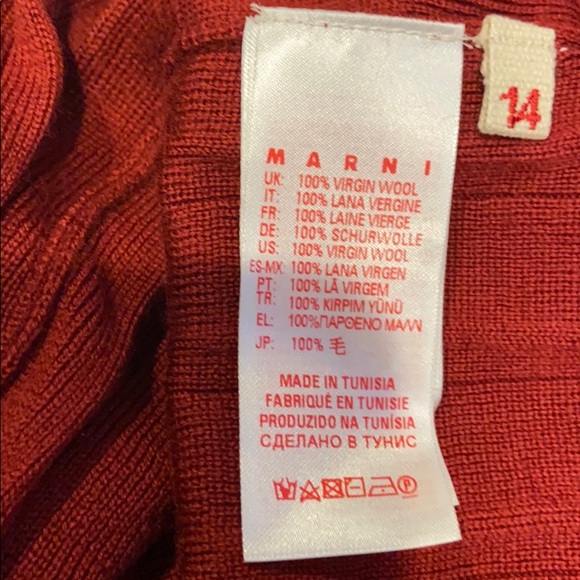 14
MARNI
UK: 100% VIRGIN WOOL
IT: 100% LANA VERGINE
FR: 100% LAINE VIERGE
DE: 100% SCHURWOLLE
US: 100% VIRGIN WOOL
ES-MX: 100% LANA VIRGEN
PT: 100% LÃ VIRGEM
TR: 100% KIRPIM YÜNÜ
EL: 100%ΠΑΡΘΕΝΟ ΜΑΛΛΙ
JP: 100% 毛
MADE IN TUNISIA
FABRIQUÉ EN TUNISIE
PRODUZIDO NA TUNÍSIA
СДЕЛАНО В ТУНИС
P